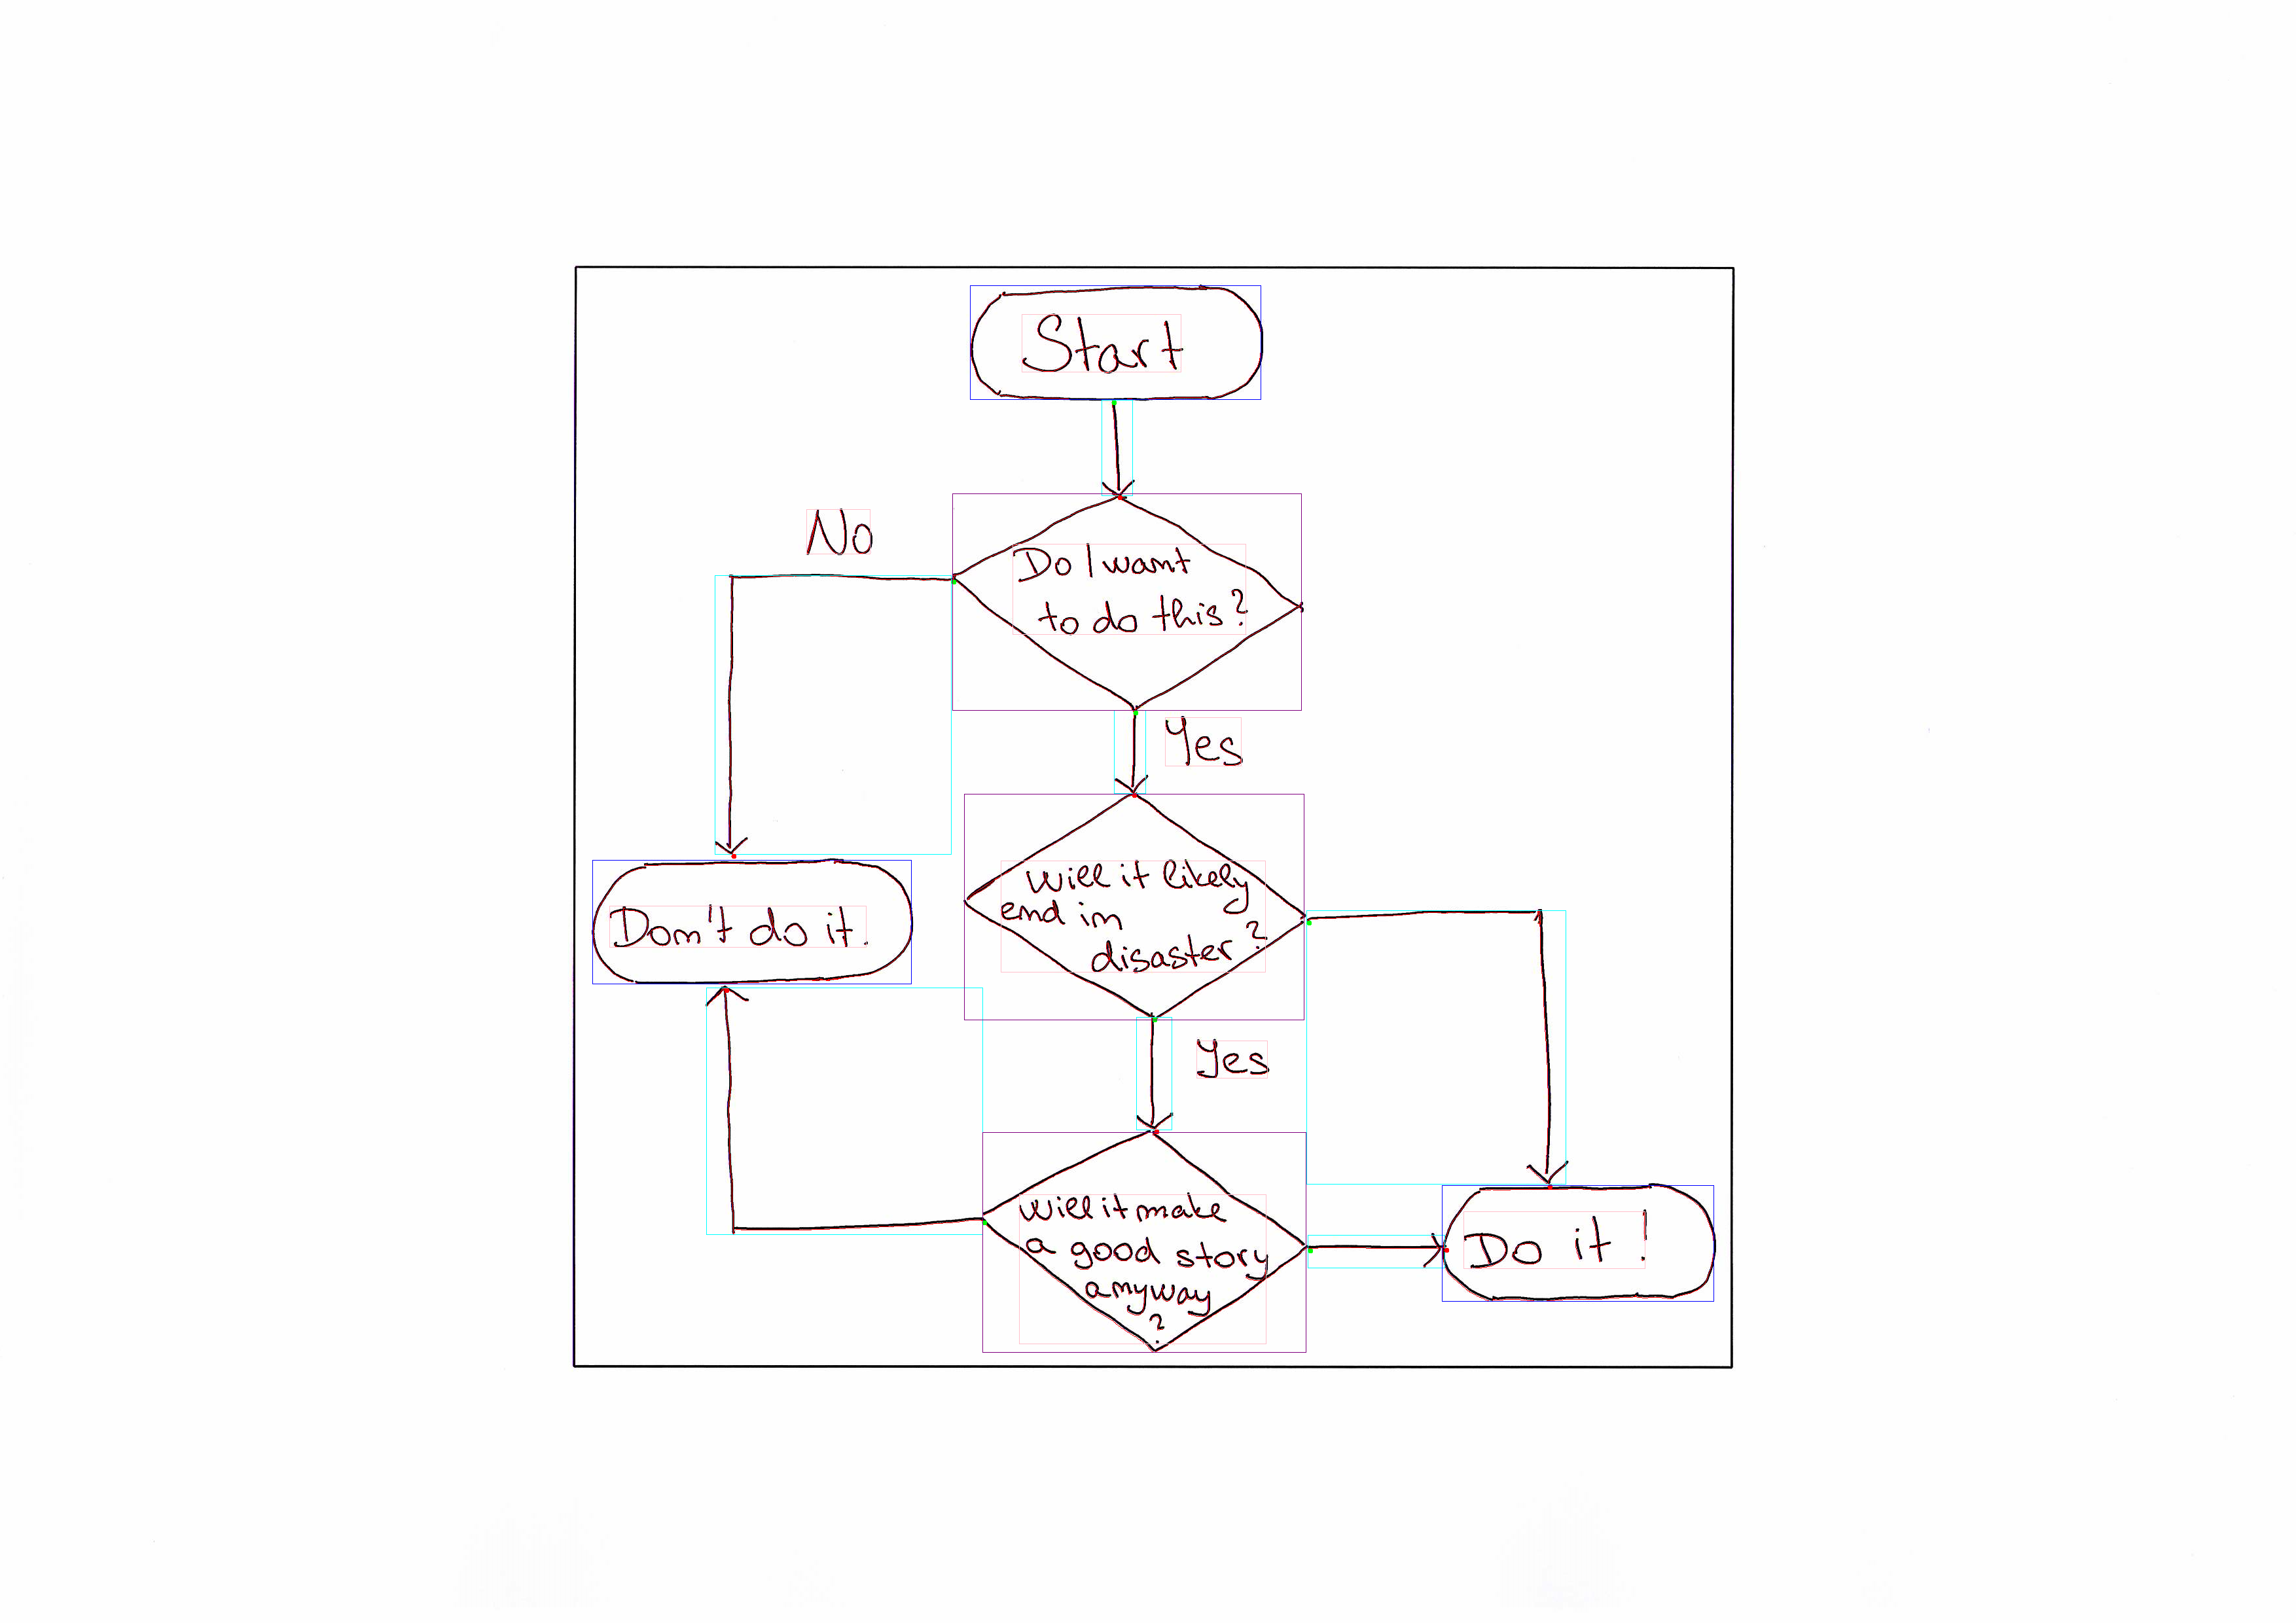 Start
No
Do I want
to do this?
Yes
Will it likely
end in
disaster?
Don't do it.
Yes
Will it make
a good story
anyway
?
Do it!